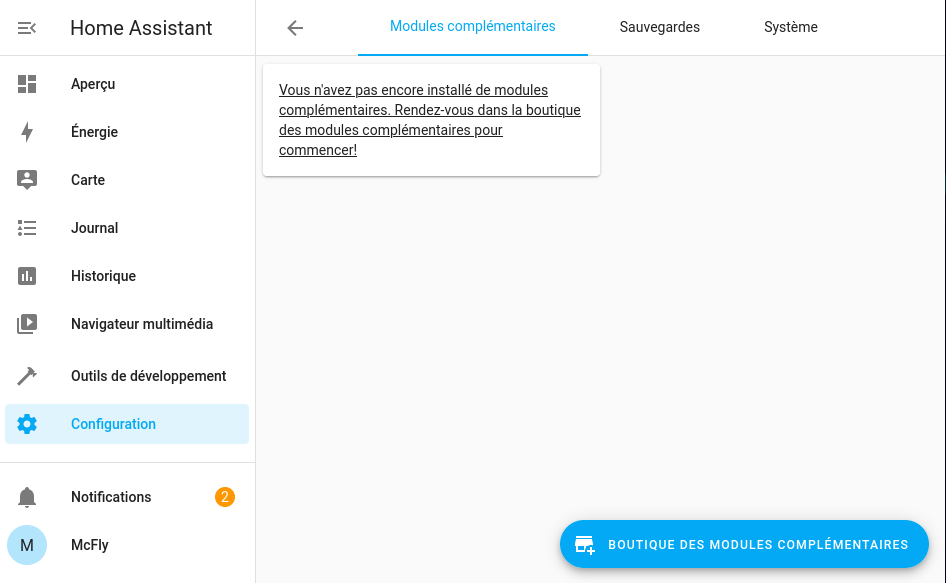 Home Assistant
Modules complémentaires
Sauvegardes
Système
Aperçu
Énergie
Carte
Journal
Historique
Navigateur multimédia
Outils de développement
Configuration
Notifications
2
M
McFly
Vous n'avez pas encore installé de modules
complémentaires. Rendez-vous dans la boutique
des modules complémentaires pour
commencer!
BOUTIQUE DES MODULES COMPLÉMENTAIRES